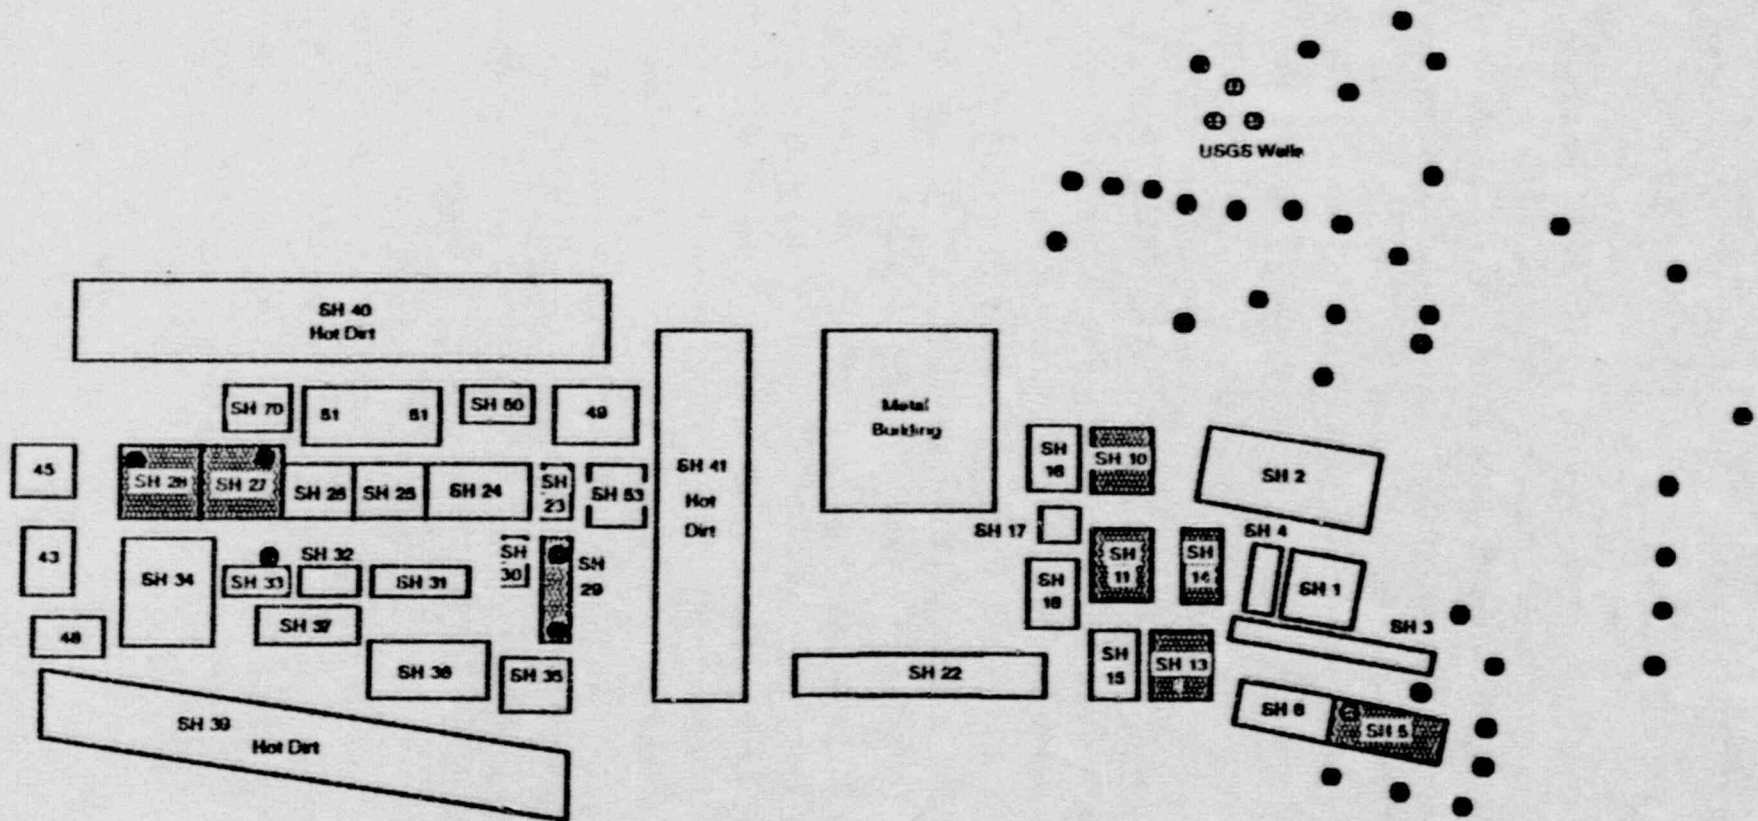 USGS Wells
SH 40
Hot Dirt
SH 70
51
51
SH 50
49
Metal
Building
SH 41
Hot
Dirt
45
SH 28
SH 27
SH 26
SH 25
SH 24
SH
23
SH 53
SH
16
SH 10
SH 2
SH 17
SH 4
43
SH 34
SH 32
SH 33
SH 31
SH
30
SH
29
SH
11
SH
14
SH 1
SH
18
SH 3
48
SH 37
SH 36
SH 35
SH 22
SH
15
SH 13
SH 6
SH 5
SH 39
Hot Dirt